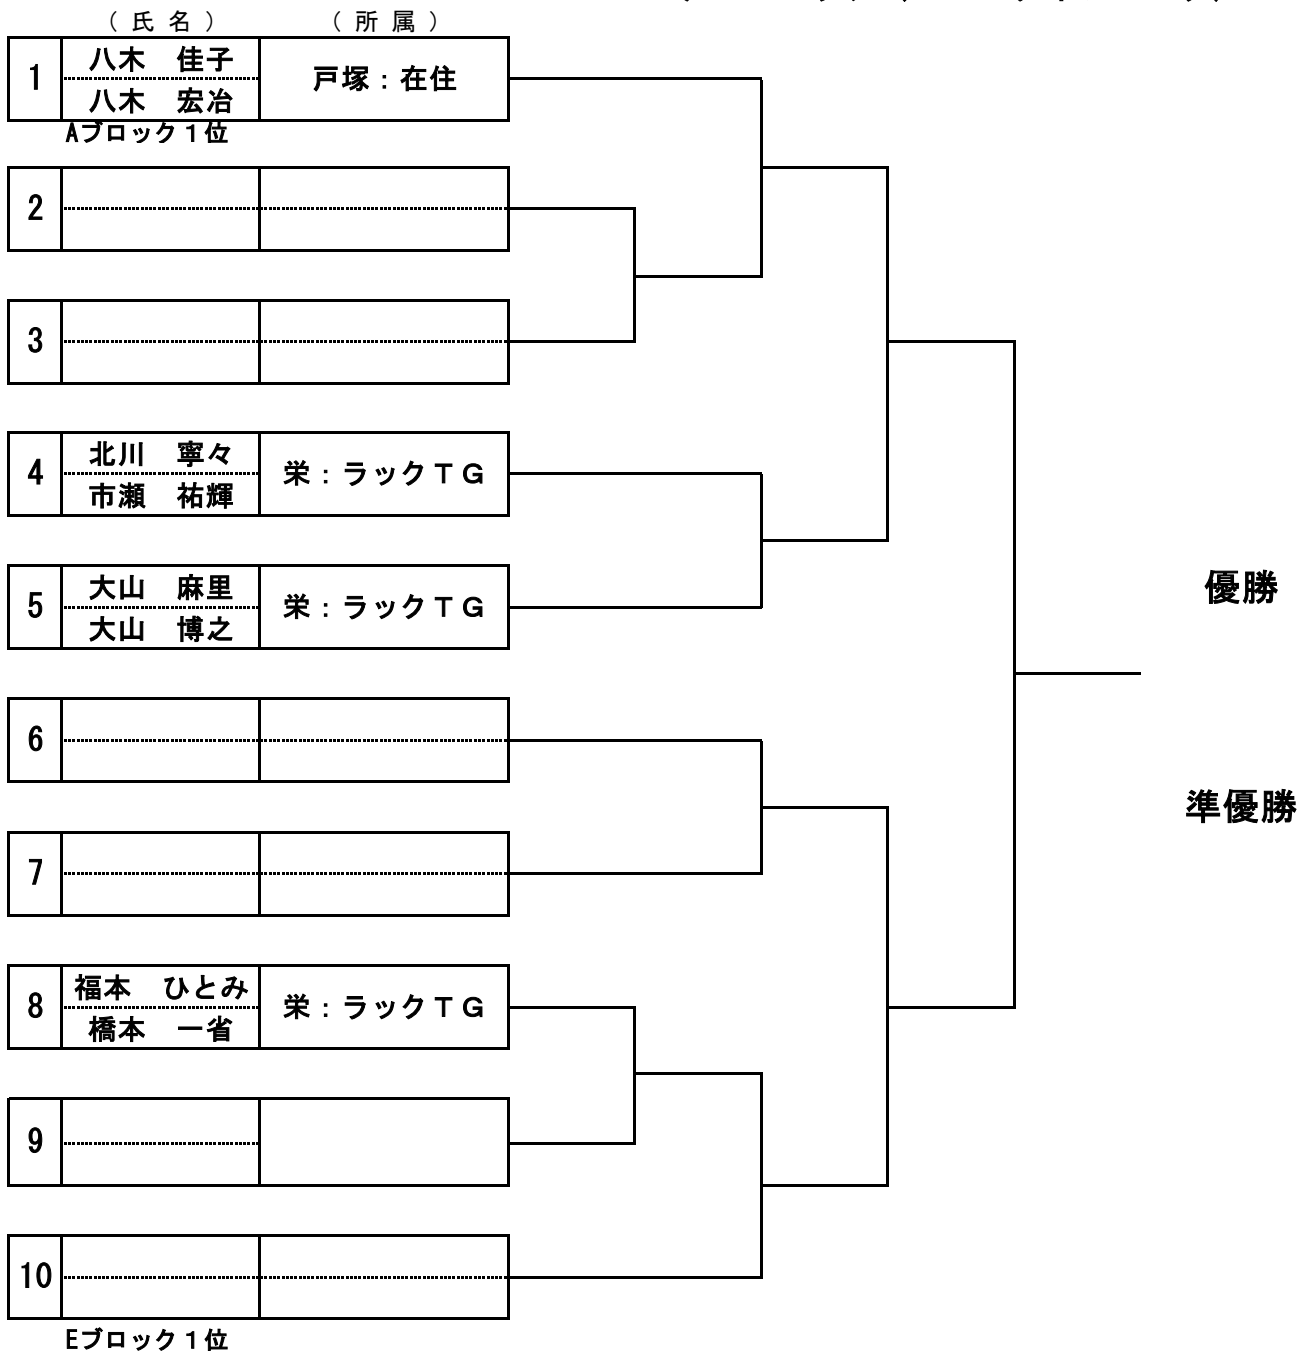 （氏名）（所属）
1 八木　佳子 戸塚：在住
八木　宏冶
Aブロック１位
2
3
4 北川　寧々 栄：ラックＴＧ
市瀬　祐輝
5 大山　麻里 栄：ラックＴＧ
大山　博之
優勝
6
準優勝
7
8 福本　ひとみ 栄：ラックＴＧ
橋本　一省
9
10
Eブロック１位